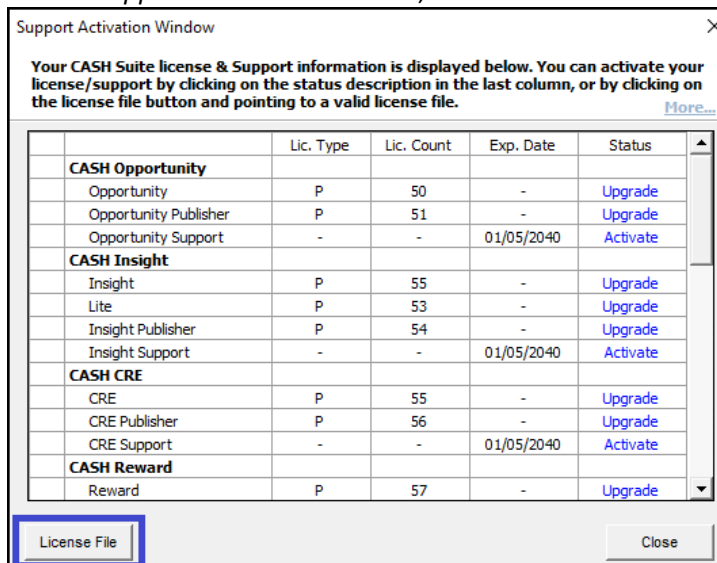 Support Activation Window
Your CASH Suite license & Support information is displayed below. You can activate your
license/support by clicking on the status description in the last column, or by clicking on
the license file button and pointing to a valid license file.
More...
Lic. Type Lic. Count Exp. Date Status
CASH Opportunity
Opportunity P 50 - Upgrade
Opportunity Publisher P 51 - Upgrade
Opportunity Support - - 01/05/2040 Activate
CASH Insight
Insight P 55 - Upgrade
Lite P 53 - Upgrade
Insight Publisher P 54 - Upgrade
Insight Support - - 01/05/2040 Activate
CASH CRE
CRE P 55 - Upgrade
CRE Publisher P 56 - Upgrade
CRE Support - - 01/05/2040 Activate
CASH Reward
Reward P 57 - Upgrade
License File Close